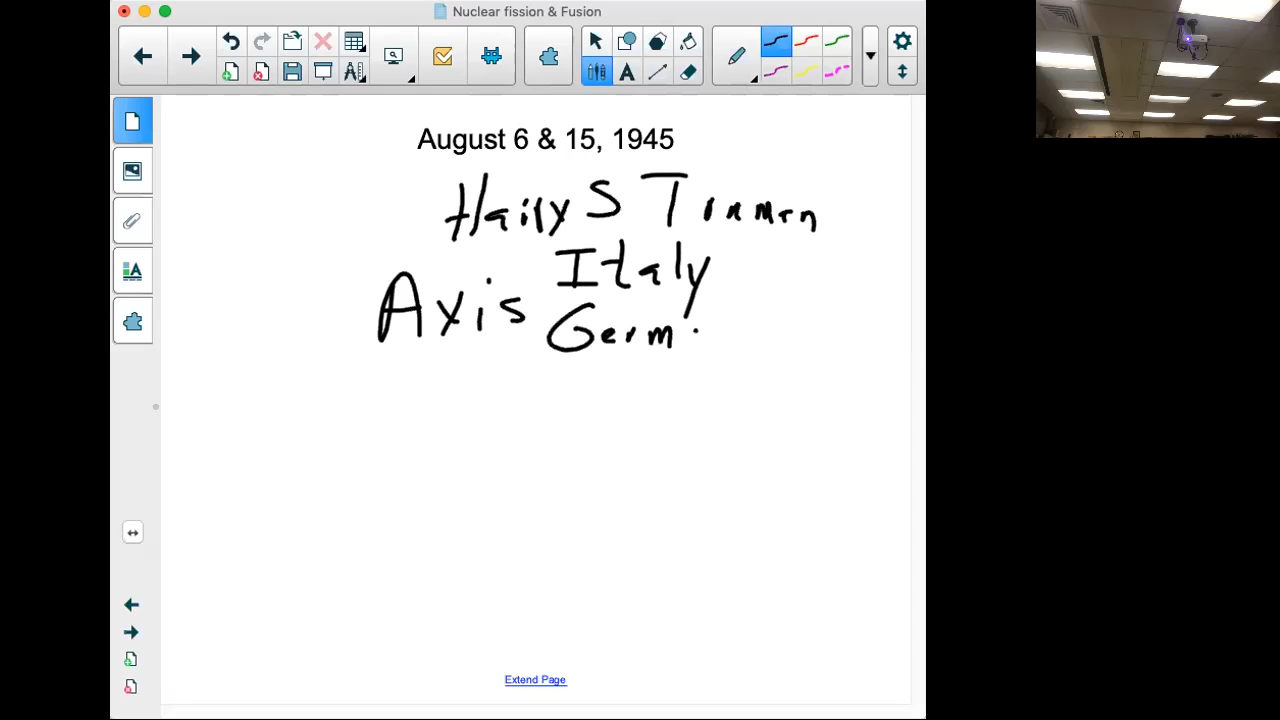 Nuclear fission & Fusion
August 6 & 15, 1945
Harry S Truman
Italy
Axis
Germ
Extend Page